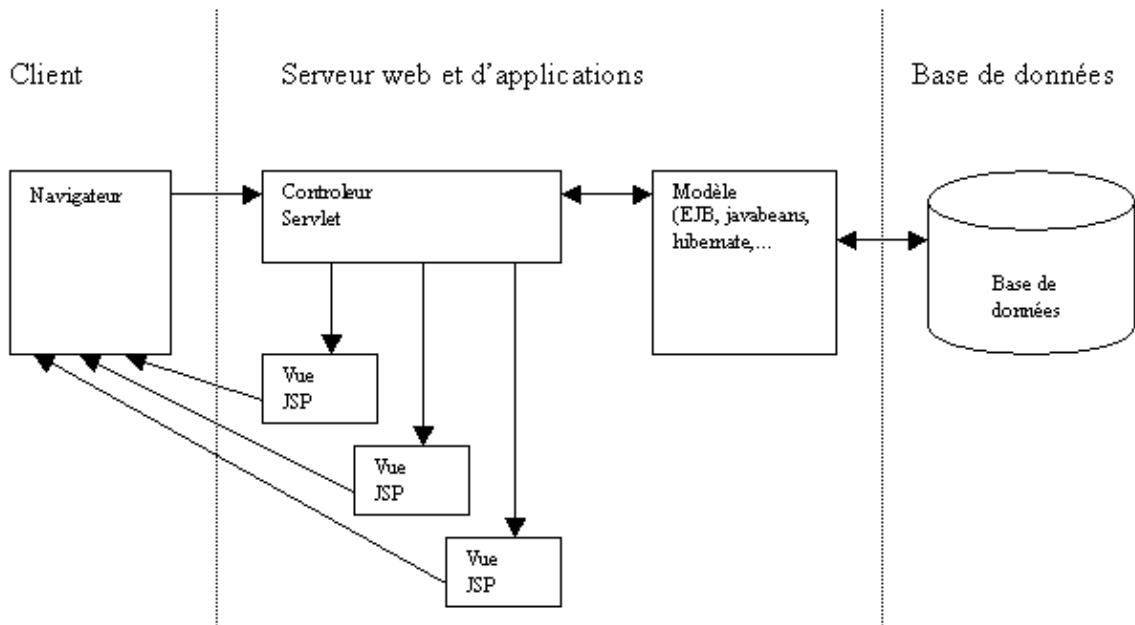 Client
Serveur web et d'applications
Base de données
Navigateur
Controleur
Servlet
Modèle
(EJB, javabeans,
hibernate,...
Base de
données
Vue
JSP
Vue
JSP
Vue
JSP